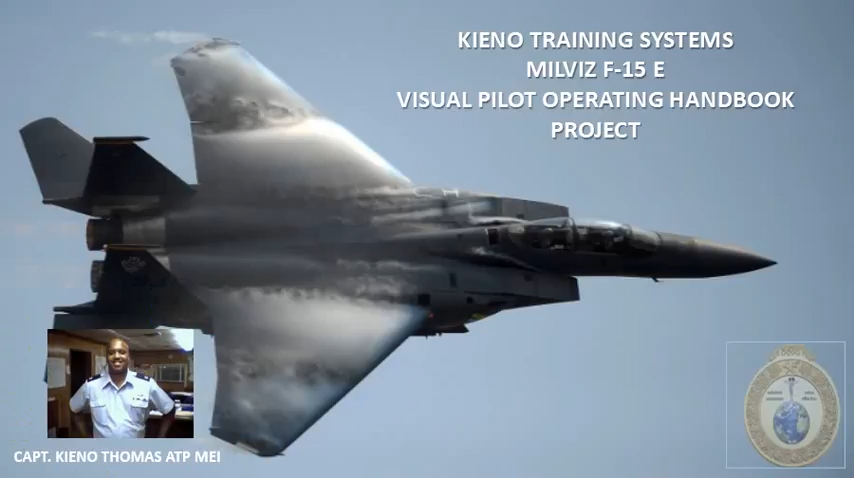 KIENO TRAINING SYSTEMS
MILVIZ F-15 E
VISUAL PILOT OPERATING HANDBOOK
PROJECT
CAPT. KIENO THOMAS ATP MEI